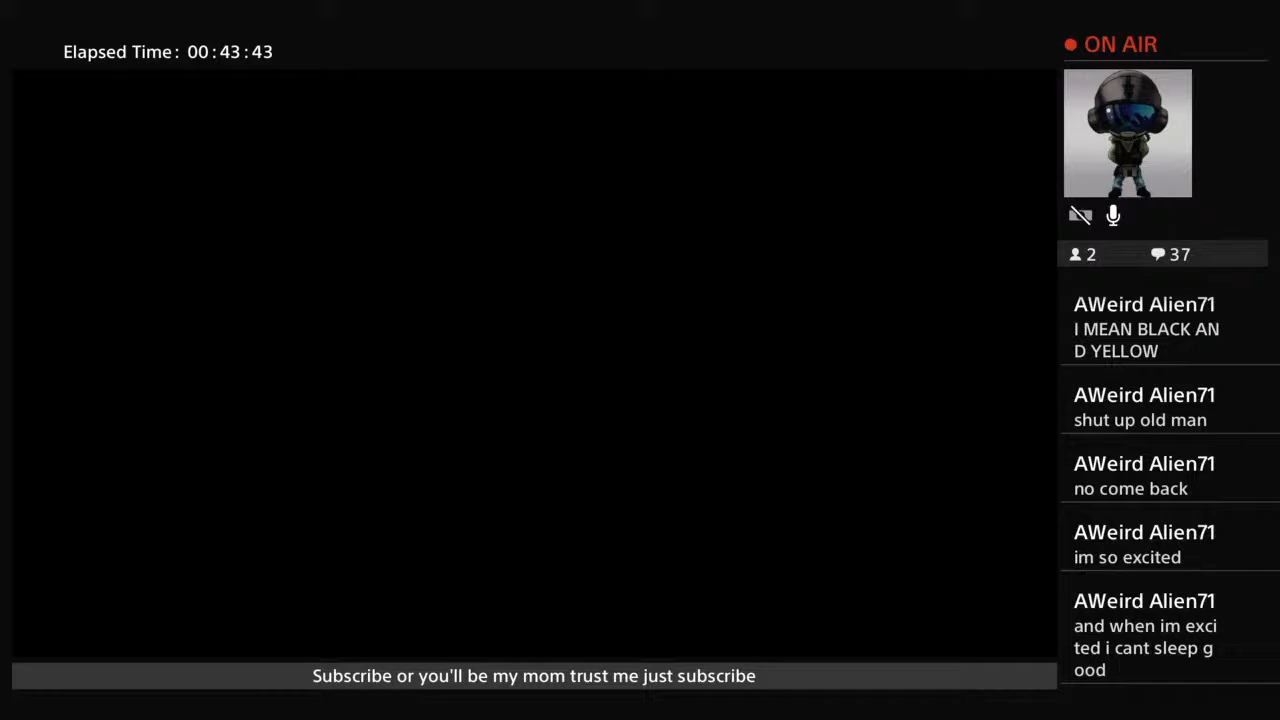 Elapsed Time: 00:43:43
ON AIR
2 37
AWeird Alien71
I MEAN BLACK AN
D YELLOW
AWeird Alien71
shut up old man
AWeird Alien71
no come back
AWeird Alien71
im so excited
AWeird Alien71
and when im exci
ted i cant sleep g
ood
Subscribe or you'll be my mom trust me just subscribe